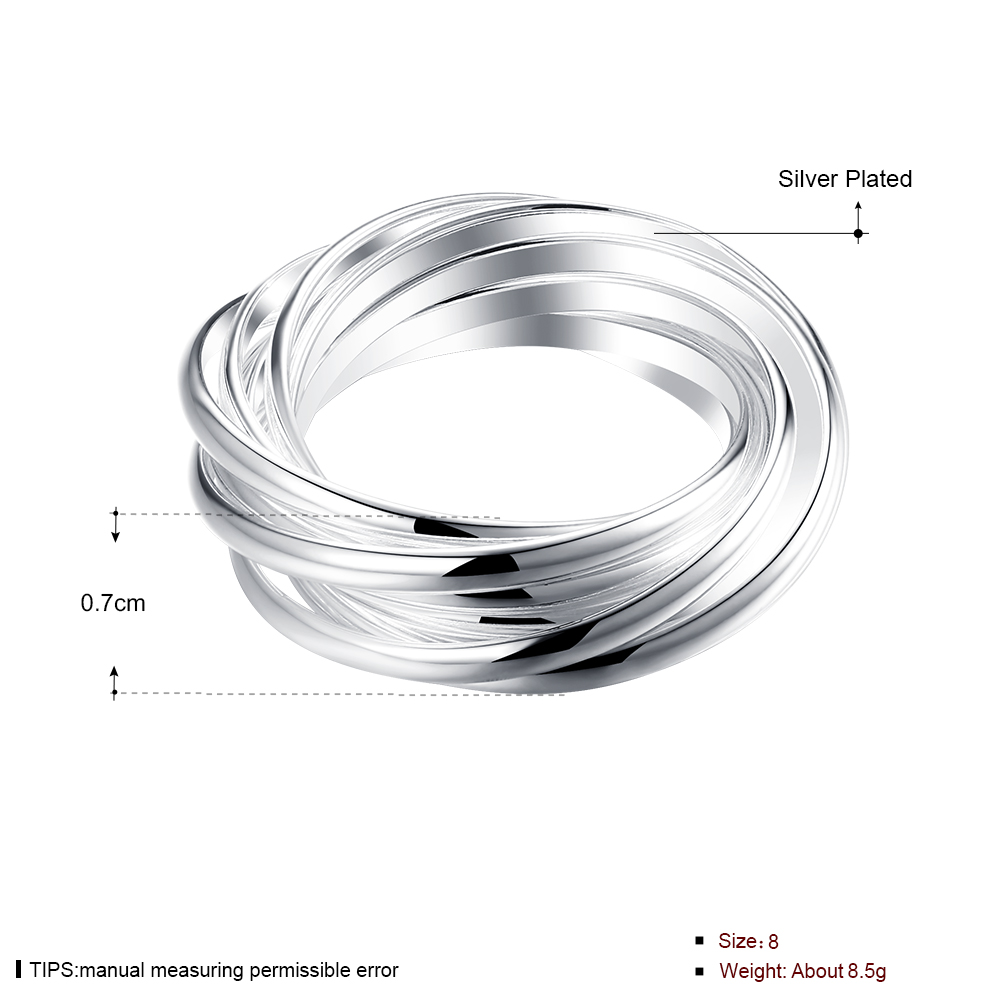 Silver Plated
0.7cm
Size: 8
TIPS:manual measuring permissible error
Weight: About 8.5g